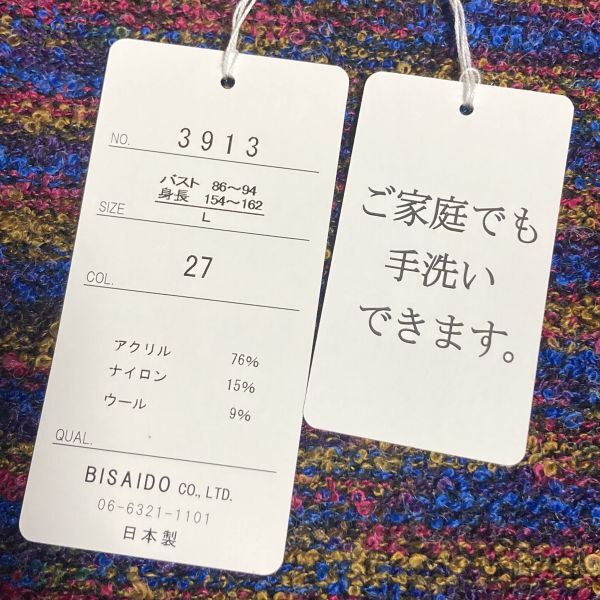 NO. 3913
バスト 86～94
身長 154～162
SIZE L
COL. 27
アクリル 76%
ナイロン 15%
ウール 9%
QUAL.
BISAIDO CO., LTD.
06-6321-1101
日本製
ご家庭でも
手洗い
できます。